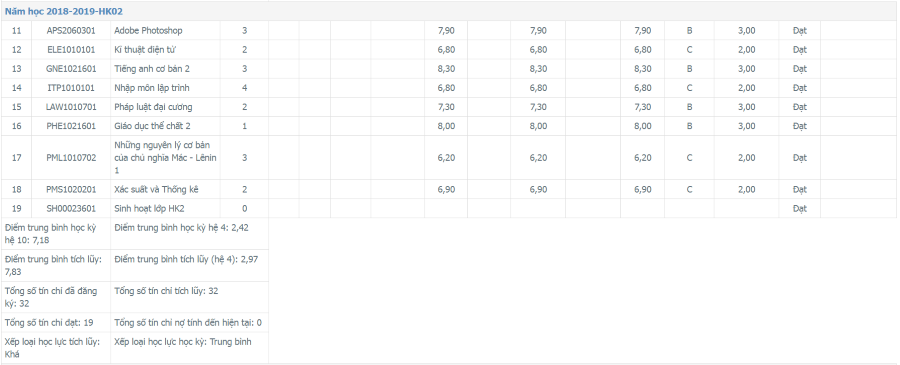 Năm học 2018-2019-HK02
11 APS2060301 Adobe Photoshop 3 7,90 7,90 7,90 B 3,00 Đạt
12 ELE1010101 Kĩ thuật điện tử 2 6,80 6,80 6,80 C 2,00 Đạt
13 GNE1021601 Tiếng anh cơ bản 2 3 8,30 8,30 8,30 B 3,00 Đạt
14 ITP1010101 Nhập môn lập trình 4 6,80 6,80 6,80 C 2,00 Đạt
15 LAW1010701 Pháp luật đại cương 2 7,30 7,30 7,30 B 3,00 Đạt
16 PHE1021601 Giáo dục thể chất 2 1 8,00 8,00 8,00 B 3,00 Đạt
Những nguyên lý cơ bản
17 PML1010702 của chủ nghĩa Mác - Lênin 3 6,20 6,20 6,20 C 2,00 Đạt
1
18 PMS1020201 Xác suất và Thống kê 2 6,90 6,90 6,90 C 2,00 Đạt
19 SH00023601 Sinh hoạt lớp HK2 0 Đạt
Điểm trung bình học kỳ
hệ 10: 7,18
Điểm trung bình học kỳ hệ 4: 2,42
Điểm trung bình tích lũy:
7,83
Điểm trung bình tích lũy (hệ 4): 2,97
Tổng số tín chỉ đã đăng
ký: 32
Tổng số tín chỉ tích lũy: 32
Tổng số tín chỉ đạt: 19
Tổng số tín chỉ nợ tính đến hiện tại: 0
Xếp loại học lực tích lũy:
Khá
Xếp loại học lực học kỳ: Trung bình